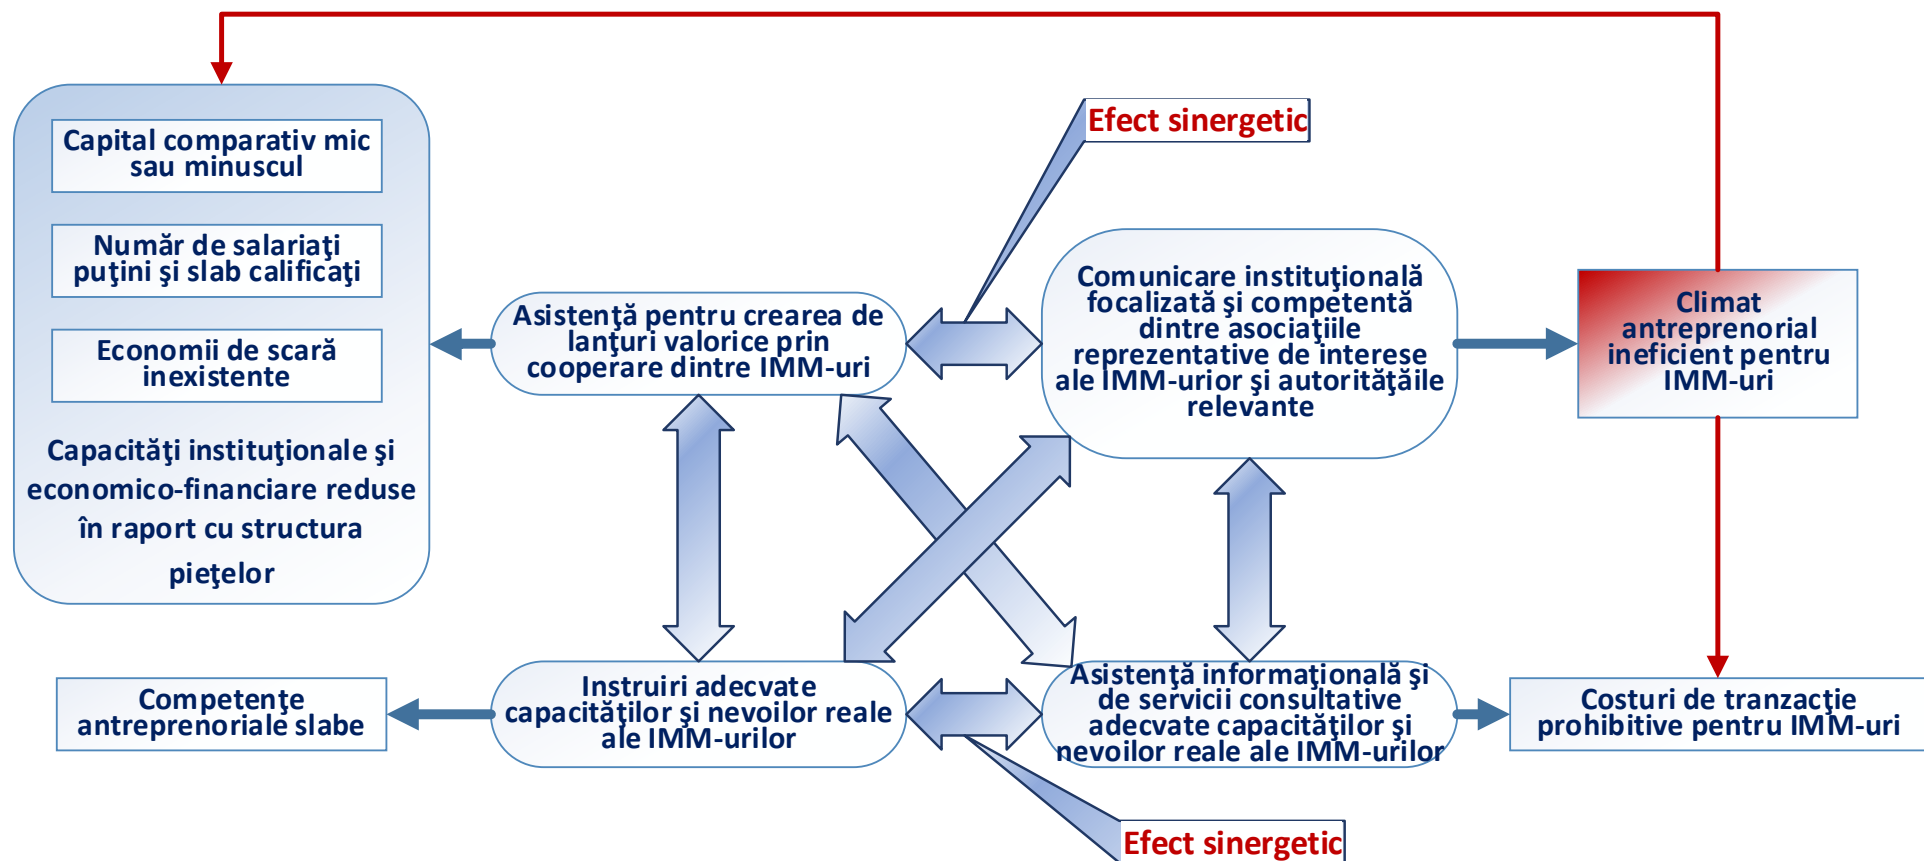 Efect sinergetic
Capital comparativ mic
sau minuscul
Număr de salariaţi
puţini şi slab calificaţi
Economii de scară
inexistente
Capacităţi instituţionale şi
economico-financiare reduse
în raport cu structura
pieţelor
Asistenţă pentru crearea de
lanţuri valorice prin
cooperare dintre IMM-uri
Comunicare instituţională
focalizată şi competentă
dintre asociaţiile
reprezentative de interese
ale IMM-urior şi autorităţăile
relevante
Climat
antreprenorial
ineficient pentru
IMM-uri
Competenţe
antreprenoriale slabe
Instruiri adecvate
capacităţilor şi nevoilor reale
ale IMM-urilor
Asistenţă informaţională şi
de servicii consultative
adecvate capacităţilor şi
nevoilor reale ale IMM-urilor
Costuri de tranzacţie
prohibitive pentru IMM-uri
Efect sinergetic